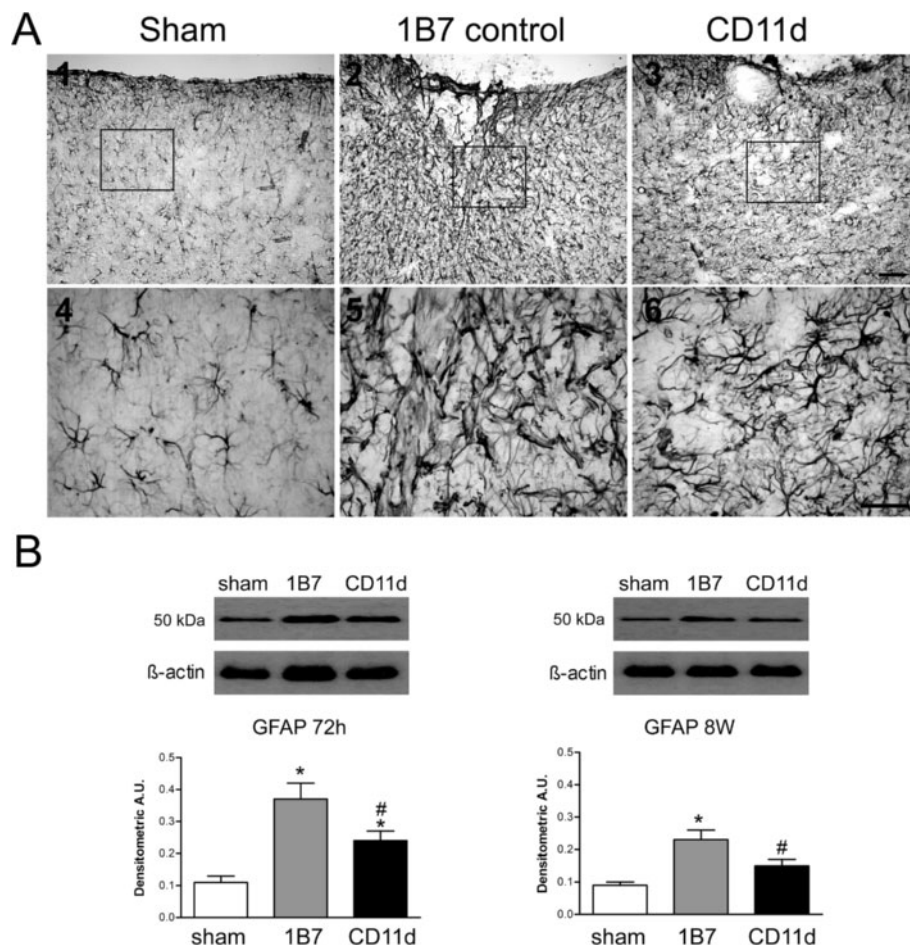 A Sham 1B7 control CD11d
1 2 3
4 5 6
B
sham 1B7 CD11d
50 kDa
ß-actin
GFAP 72h
Densitometric A.U.
0.5
0.4
0.3
0.2
0.1
0.0
*
#
*
sham 1B7 CD11d
sham 1B7 CD11d
50 kDa
ß-actin
GFAP 8W
Densitometric A.U.
0.5
0.4
0.3
0.2
0.1
0.0
*
#
sham 1B7 CD11d